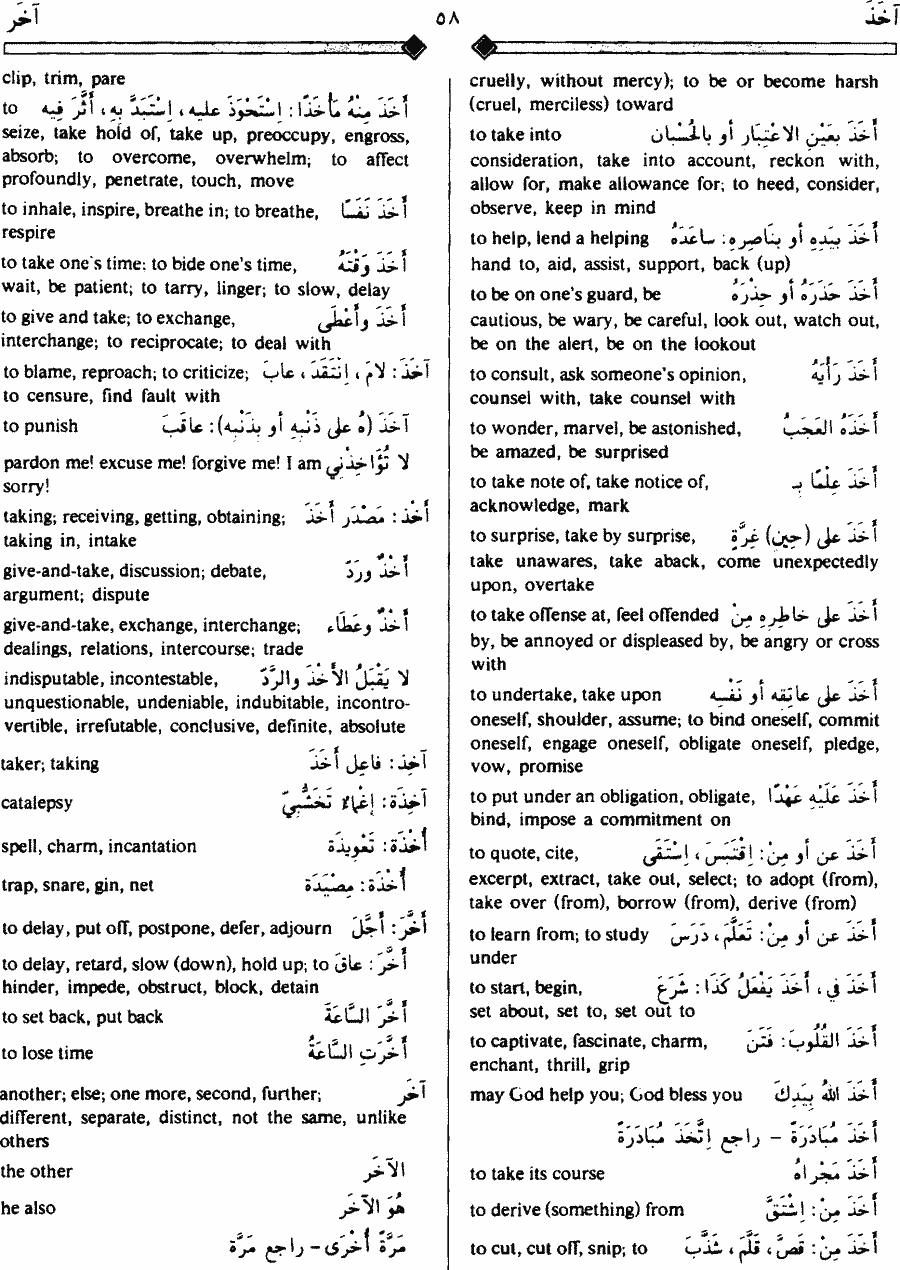 آخَر ٥٨ آخَذَ
cruelly, without mercy); to be or become harsh
(cruel, merciless) toward
to take into أَخَذَ بِعَيْنِ الاعْتِبَارِ أو بِالحُسْبَان
consideration, take into account, reckon with,
allow for, make allowance for; to heed, consider,
observe, keep in mind
to help, lend a helping أَخَذَ بِيَدِهِ أو بِنَاصِرِهِ: سَاعَدَهُ
hand to, aid, assist, support, back (up)
to be on one's guard, be أَخَذَ حَذَرَهُ أو حِذْرَهُ
cautious, be wary, be careful, look out, watch out,
be on the alert, be on the lookout
to consult, ask someone's opinion, أَخَذَ رَأْيَهُ
counsel with, take counsel with
to wonder, marvel, be astonished, أَخَذَهُ العَجَبُ
be amazed, be surprised
to take note of, take notice of, أَخَذَ عِلْمًا بـ
acknowledge, mark
to surprise, take by surprise, أَخَذَ على (حِينِ) غِرَّةٍ
take unawares, take aback, come unexpectedly
upon, overtake
to take offense at, feel offended أَخَذَ على خاطِرِهِ مِنْ
by, be annoyed or displeased by, be angry or cross
with
to undertake, take upon أَخَذَ على عاتِقِه أو نَفْسِه
oneself, shoulder, assume; to bind oneself, commit
oneself, engage oneself, obligate oneself, pledge,
vow, promise
to put under an obligation, obligate, أَخَذَ عَلَيْهِ عَهْدًا
bind, impose a commitment on
to quote, cite, أَخَذَ عن أو مِنْ: اِقْتَبَسَ، اِسْتَقَى
excerpt, extract, take out, select; to adopt (from),
take over (from), borrow (from), derive (from)
to learn from; to study أَخَذَ عن أو مِنْ: تَعَلَّمَ، دَرَسَ
under
to start, begin, أَخَذَ في، أَخَذَ يَفْعَلُ كَذَا: شَرَعَ
set about, set to, set out to
to captivate, fascinate, charm, أَخَذَ القُلُوبَ: فَتَنَ
enchant, thrill, grip
may God help you; God bless you أَخَذَ اللهُ بِيَدِكَ
أَخَذَ مُبَادَرَةً – راجع اِتَّخَذَ مُبَادَرَةً
to take its course أَخَذَ مَجْراهُ
to derive (something) from أَخَذَ مِنْ: اِشْتَقَّ
to cut, cut off, snip; to أَخَذَ مِنْ: قَصَّ، قَلَّمَ، شَذَّبَ
clip, trim, pare
to أَخَذَ مِنْهُ مَأْخَذًا: اِسْتَحْوَذَ عليه، اِسْتَبَدَّ بِهِ، أَثَّرَ فيه
seize, take hold of, take up, preoccupy, engross,
absorb; to overcome, overwhelm; to affect
profoundly, penetrate, touch, move
to inhale, inspire, breathe in; to breathe, أَخَذَ نَفَسًا
respire
to take one's time; to bide one's time, أَخَذَ وَقْتَهُ
wait, be patient; to tarry, linger; to slow, delay
to give and take; to exchange, أَخَذَ وأَعْطَى
interchange; to reciprocate; to deal with
to blame, reproach; to criticize; آخَذَ: لامَ، اِنْتَقَدَ، عابَ
to censure, find fault with
to punish آخَذَ (هُ على ذَنْبِهِ أو بِذَنْبِهِ): عاقَبَ
pardon me! excuse me! forgive me! I am لا تُؤَاخِذْني
sorry!
taking; receiving, getting, obtaining; أَخْذ: مَصْدَر أَخَذَ
taking in, intake
give-and-take, discussion; debate, أَخْذٌ ورَدّ
argument; dispute
give-and-take, exchange, interchange; أَخْذٌ وعَطَاء
dealings, relations, intercourse; trade
indisputable, incontestable, لا يَقْبَلُ الأخْذَ والرَّدّ
unquestionable, undeniable, indubitable, incontro-
vertible, irrefutable, conclusive, definite, absolute
taker; taking آخِذ: فاعِل أَخَذَ
catalepsy آخِذَة: إغْمَاءٌ تَخَشُّبِيّ
spell, charm, incantation أُخْذَة: تَعْوِيذَة
trap, snare, gin, net أُخْذَة: مِصْيَدَة
to delay, put off, postpone, defer, adjourn أَخَّرَ: أَجَّلَ
to delay, retard, slow (down), hold up; to أَخَّرَ: عاقَ
hinder, impede, obstruct, block, detain
to set back, put back أَخَّرَ السَّاعَةَ
to lose time أَخَّرَتِ السَّاعَةُ
another; else; one more, second, further; آخَر
different, separate, distinct, not the same, unlike
others
the other الآخَر
he also هُوَ الآخَر
مَرَّةً أُخْرَى – راجع مَرَّة